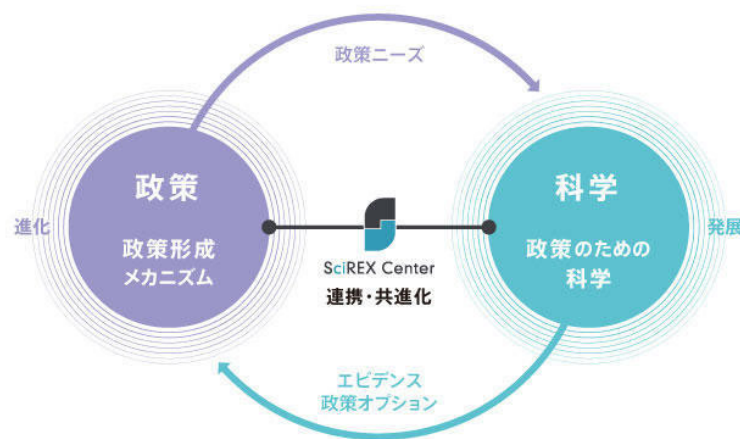 政策ニーズ
政策
政策形成
メカニズム
進化
SciREX Center
連携・共進化
科学
政策のための
科学
発展
エビデンス
政策オプション